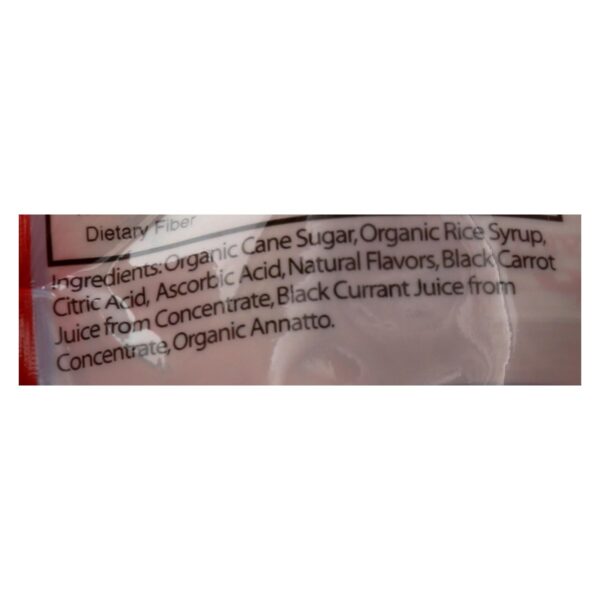 Dietary Fiber
Ingredients: Organic Cane Sugar, Organic Rice Syrup,
Citric Acid, Ascorbic Acid, Natural Flavors, Black Carrot
Juice from Concentrate, Black Currant Juice from
Concentrate, Organic Annatto.